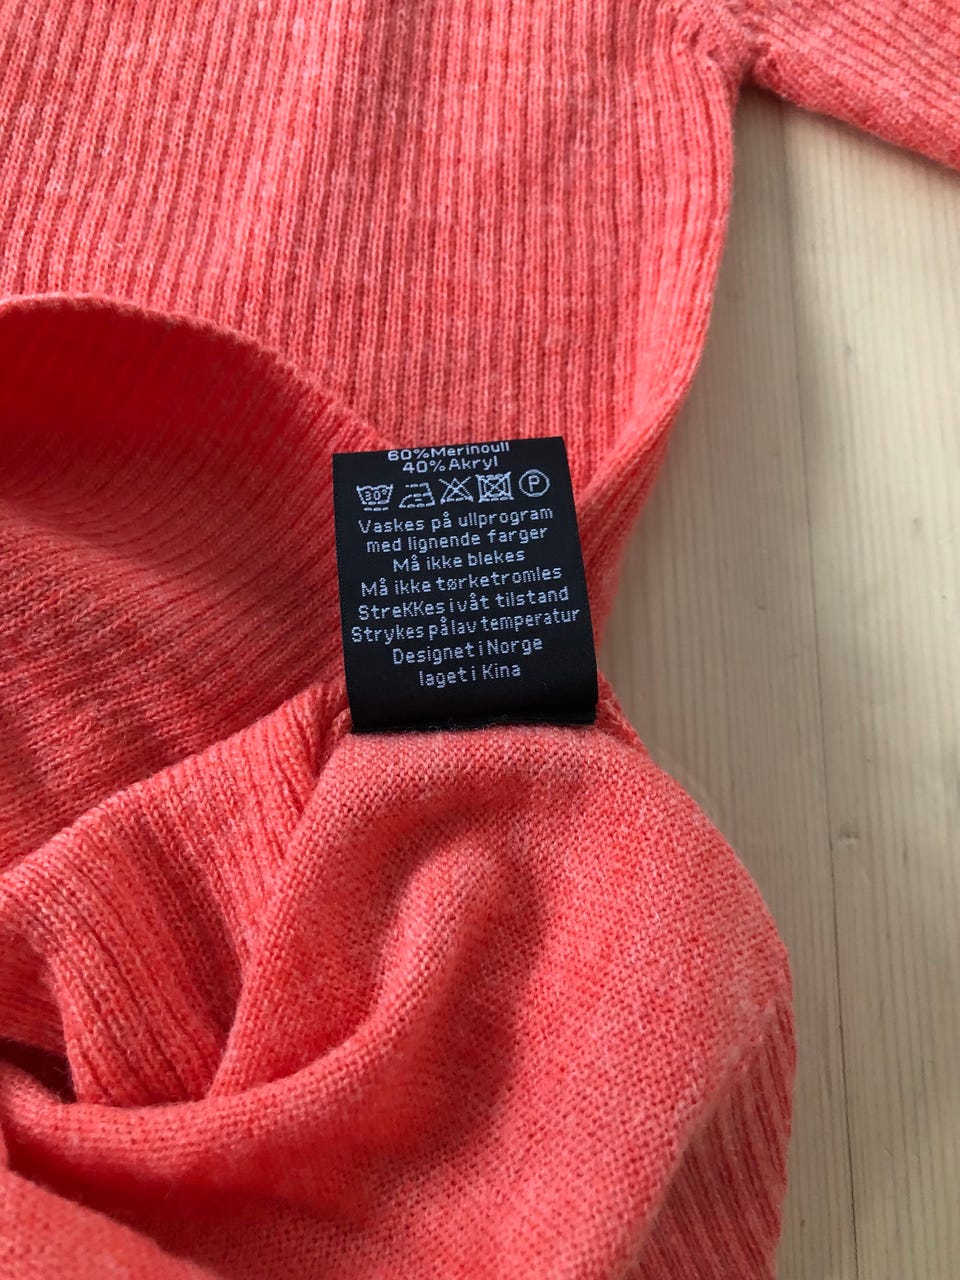 60%Merinoull
40%Akryl
30° P
Vaskes på ullprogram
med lignende farger
Må ikke blekes
Må ikke tørketromles
StreKKes i våt tilstand
Strykes på lav temperatur
Designet i Norge
laget i Kina